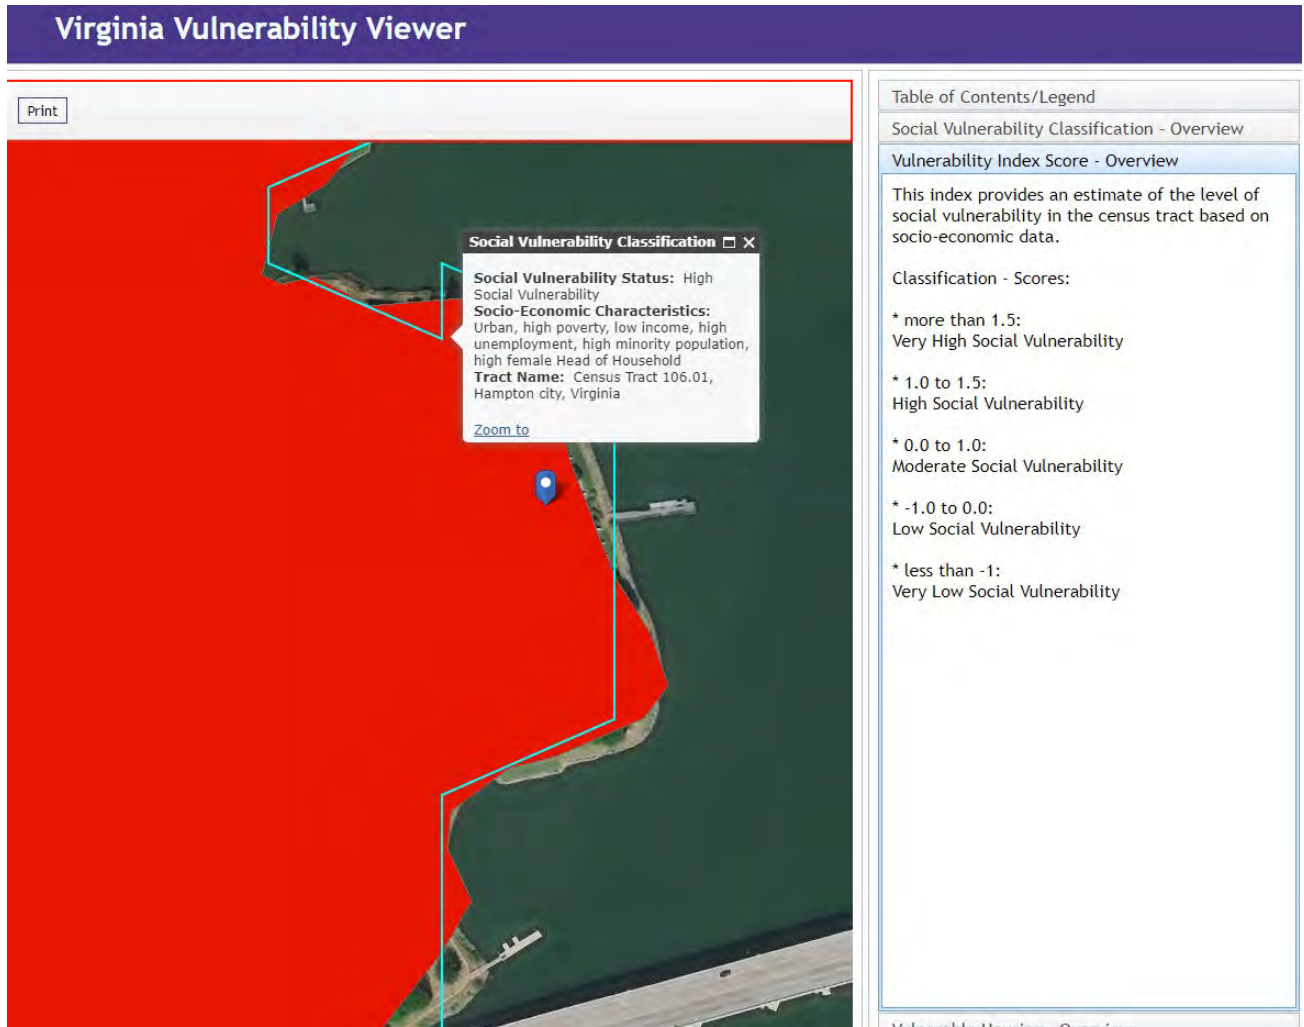 Virginia Vulnerability Viewer
Print
Social Vulnerability Classification
Social Vulnerability Status: High
Social Vulnerability
Socio-Economic Characteristics:
Urban, high poverty, low income, high
unemployment, high minority population,
high female Head of Household
Tract Name: Census Tract 106.01,
Hampton city, Virginia
Zoom to
Table of Contents/Legend
Social Vulnerability Classification - Overview
Vulnerability Index Score - Overview
This index provides an estimate of the level of
social vulnerability in the census tract based on
socio-economic data.
Classification - Scores:
* more than 1.5:
Very High Social Vulnerability
* 1.0 to 1.5:
High Social Vulnerability
* 0.0 to 1.0:
Moderate Social Vulnerability
* -1.0 to 0.0:
Low Social Vulnerability
* less than -1:
Very Low Social Vulnerability